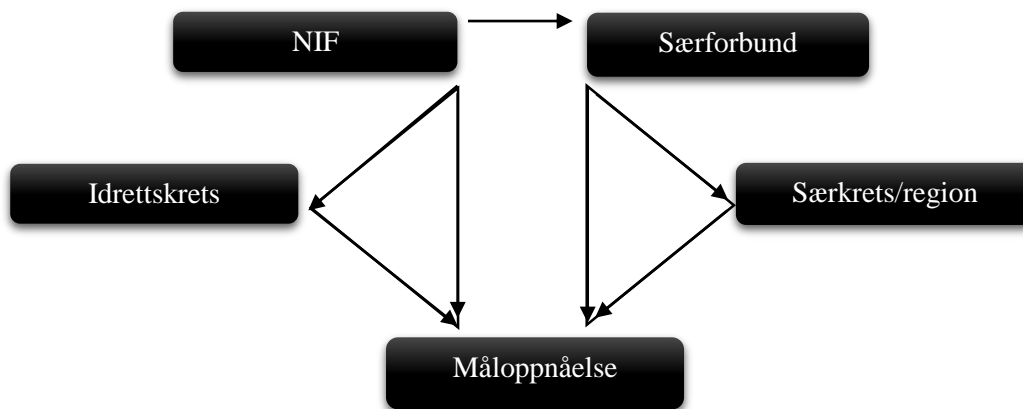 NIF
Særforbund
Idrettskrets
Særkrets/region
Måloppnåelse